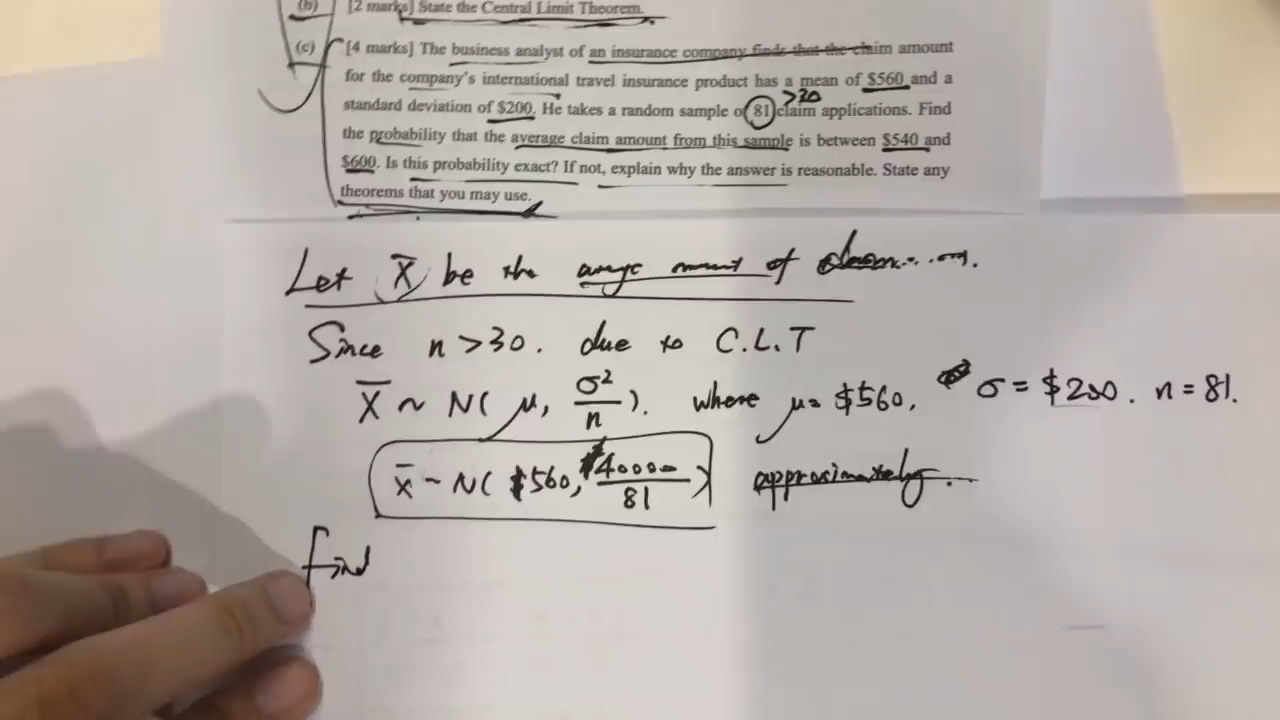 (b) [2 marks] State the Central Limit Theorem.
(c) [4 marks] The business analyst of an insurance company finds that the claim amount
for the company's international travel insurance product has a mean of $560 and a
>30
standard deviation of $200. He takes a random sample of 81 claim applications. Find
the probability that the average claim amount from this sample is between $540 and
$600. Is this probability exact? If not, explain why the answer is reasonable. State any
theorems that you may use.
Let X̄ be the average amount of
Since n >30. due to C.L.T
X̄ ~ N( μ, σ²/n ). where μ= $560, σ = $200. n = 81.
X̄ ~ N( $560, 40000/81 ) approximately.
find